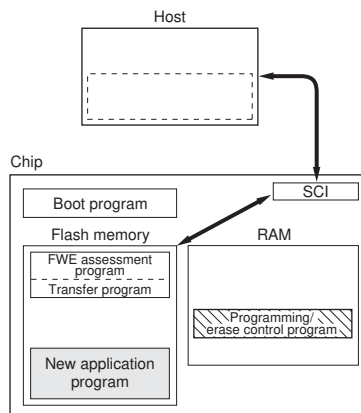 Host
Chip
SCI
Boot program
Flash memory
RAM
FWE assessment
program
Transfer program
Programming/
erase control program
New application
program